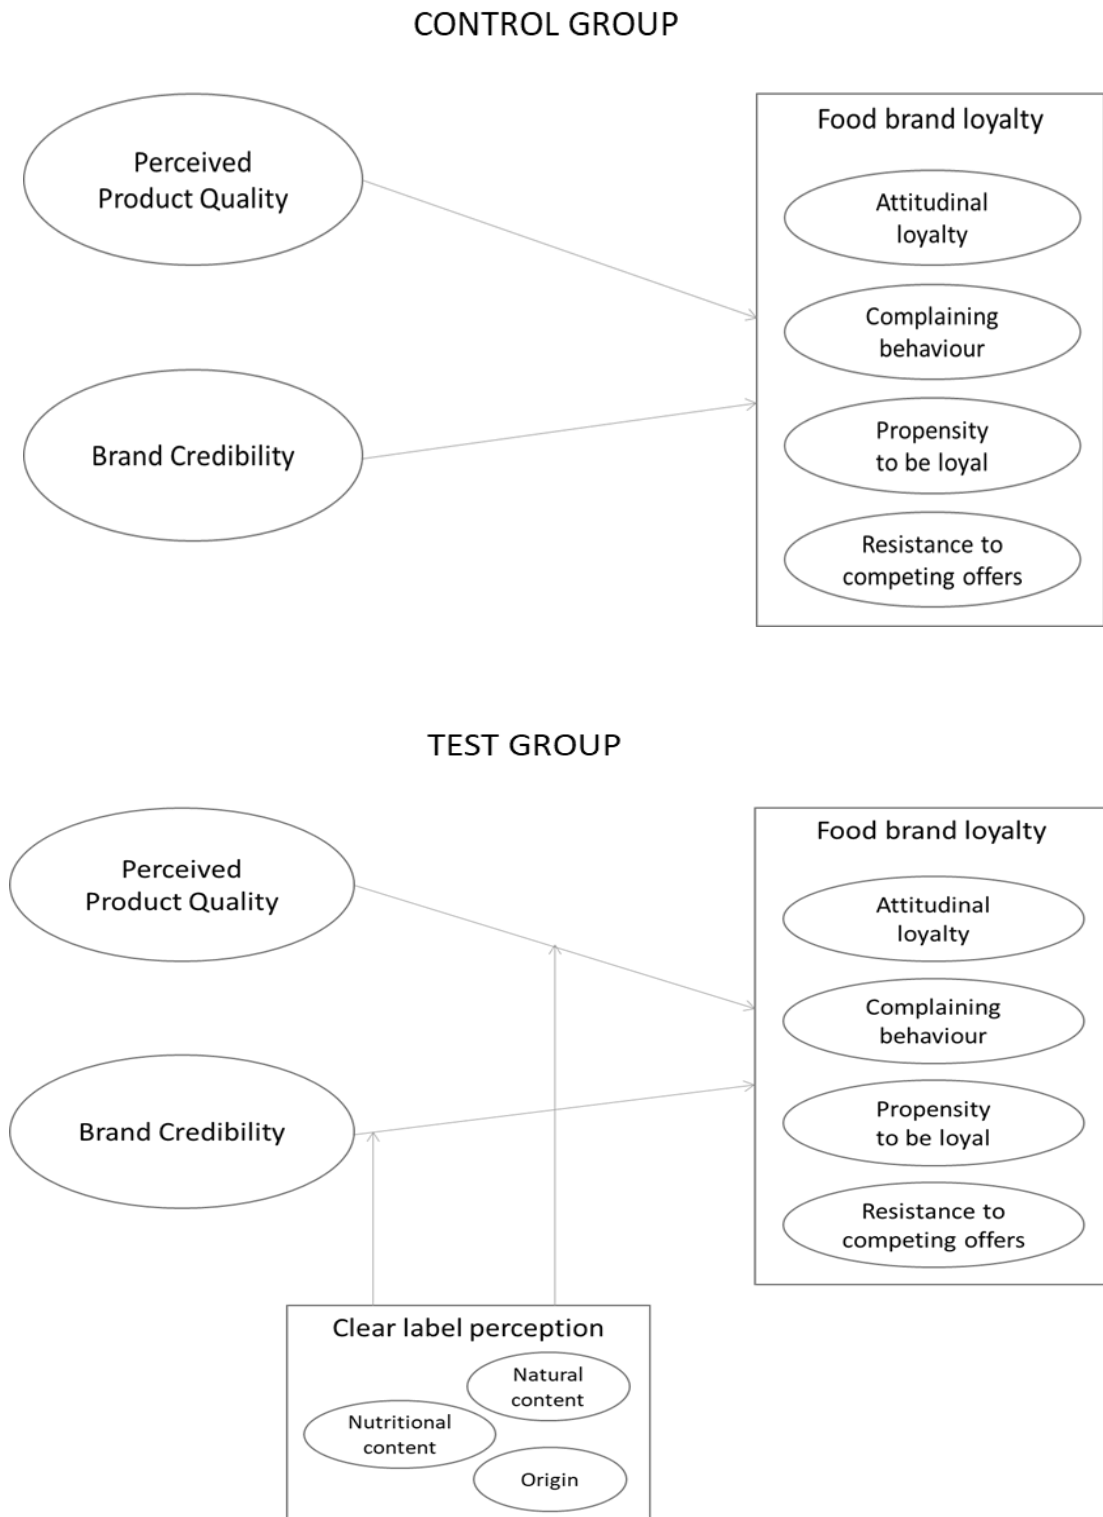 CONTROL GROUP
Perceived
Product Quality
Brand Credibility
Food brand loyalty
Attitudinal
loyalty
Complaining
behaviour
Propensity
to be loyal
Resistance to
competing offers
TEST GROUP
Perceived
Product Quality
Brand Credibility
Food brand loyalty
Attitudinal
loyalty
Complaining
behaviour
Propensity
to be loyal
Resistance to
competing offers
Clear label perception
Natural
content
Nutritional
content
Origin